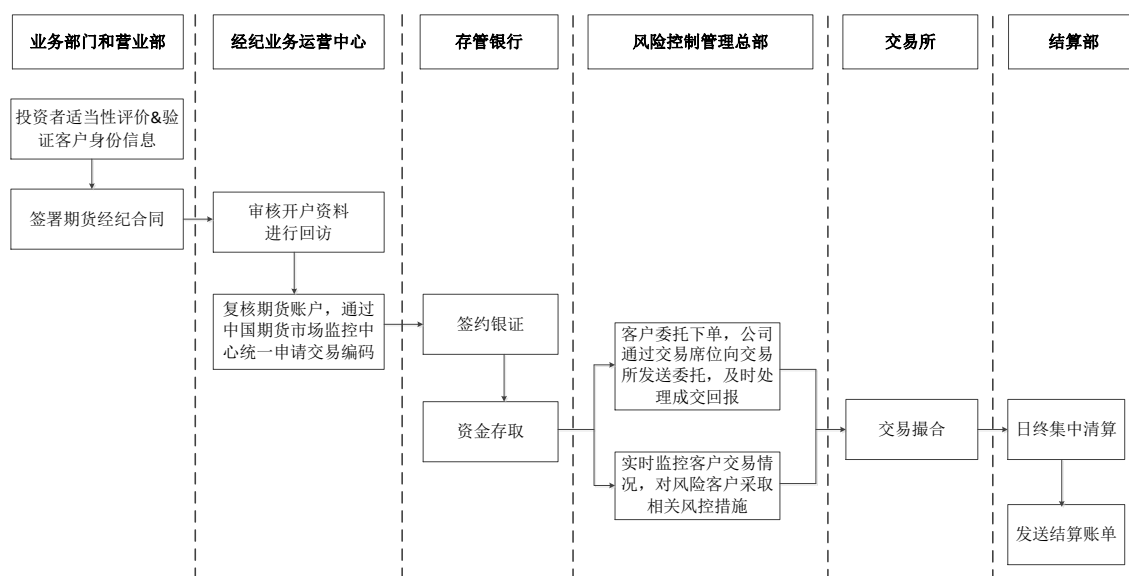 业务部门和营业部
经纪业务运营中心
存管银行
风险控制管理总部
交易所
结算部
投资者适当性评价&验
证客户身份信息
签署期货经纪合同
审核开户资料
进行回访
复核期货账户，通过
中国期货市场监控中
心统一申请交易编码
签约银证
资金存取
客户委托下单，公司
通过交易席位向交易
所发送委托，及时处
理成交回报
实时监控客户交易情
况，对风险客户采取
相关风控措施
交易撮合
日终集中清算
发送结算账单